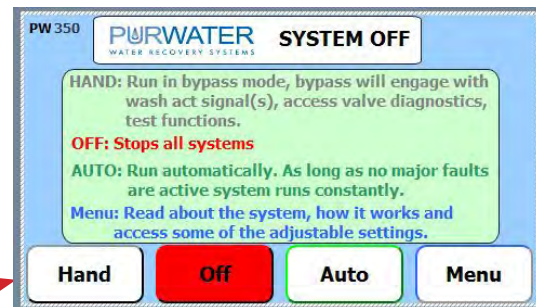 PW 350
PURWATER
WATER RECOVERY SYSTEMS
SYSTEM OFF
HAND: Run in bypass mode, bypass will engage with
wash act signal(s), access valve diagnostics,
test functions.
OFF: Stops all systems
AUTO: Run automatically. As long as no major faults
are active system runs constantly.
Menu: Read about the system, how it works and
access some of the adjustable settings.
Hand
Off
Auto
Menu